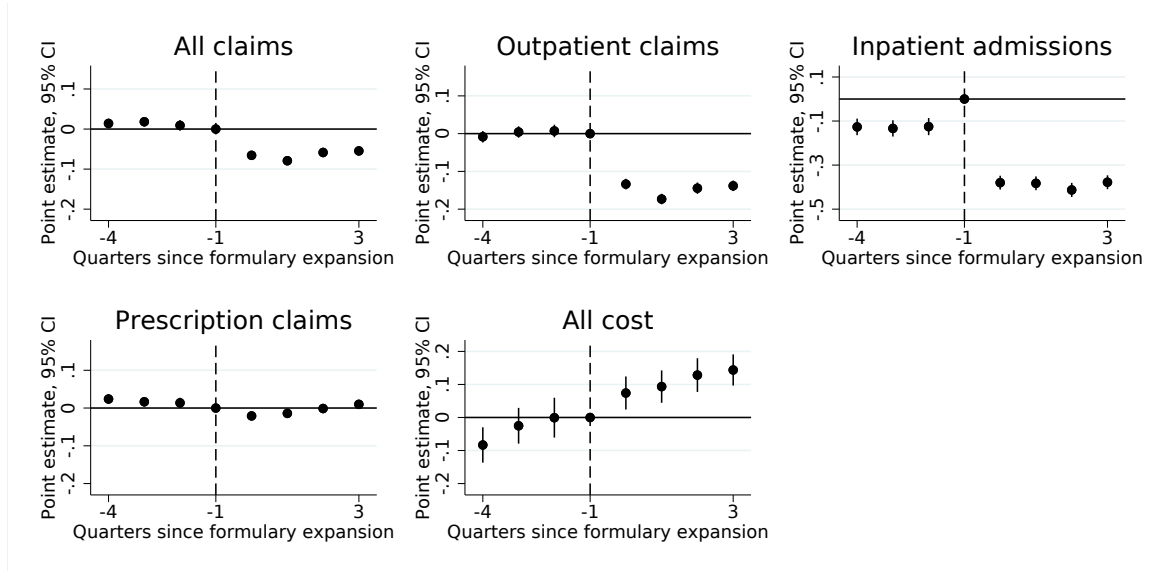 All claims
Point estimate, 95% CI
.1
0
-.1
-.2
-4
-1
3
Quarters since formulary expansion
Outpatient claims
Point estimate, 95% CI
.1
0
-.1
-.2
-4
-1
3
Quarters since formulary expansion
Inpatient admissions
Point estimate, 95% CI
.1
-.1
-.3
-.5
-4
-1
3
Quarters since formulary expansion
Prescription claims
Point estimate, 95% CI
.1
0
-.1
-.2
-4
-1
3
Quarters since formulary expansion
All cost
Point estimate, 95% CI
.2
.1
0
-.1
-.2
-4
-1
3
Quarters since formulary expansion